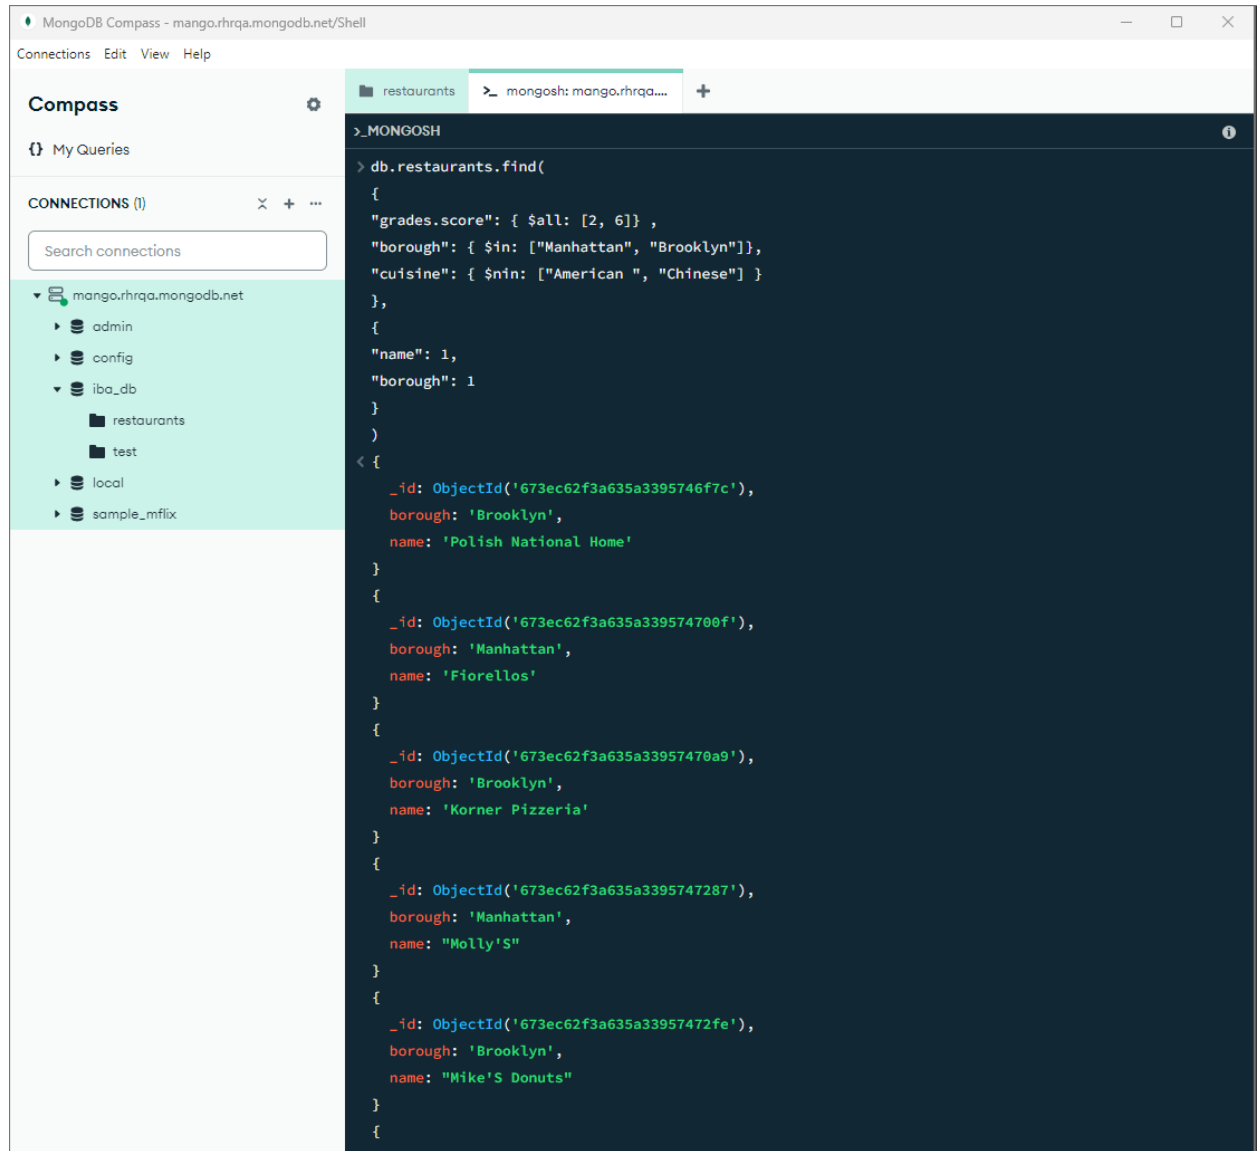 MongoDB Compass - mango.rhrqa.mongodb.net/Shell
Connections Edit View Help
Compass
{} My Queries
CONNECTIONS (1)
Search connections
mango.rhrqa.mongodb.net
admin
config
iba_db
restaurants
test
local
sample_mflix
restaurants
>_ mongosh: mango.rhrqa....
>_MONGOSH
> db.restaurants.find(
{
"grades.score": { $all: [2, 6]} ,
"borough": { $in: ["Manhattan", "Brooklyn"]},
"cuisine": { $nin: ["American ", "Chinese"] }
},
{
"name": 1,
"borough": 1
}
)
< {
_id: ObjectId('673ec62f3a635a3395746f7c'),
borough: 'Brooklyn',
name: 'Polish National Home'
}
{
_id: ObjectId('673ec62f3a635a339574700f'),
borough: 'Manhattan',
name: 'Fiorellos'
}
{
_id: ObjectId('673ec62f3a635a33957470a9'),
borough: 'Brooklyn',
name: 'Korner Pizzeria'
}
{
_id: ObjectId('673ec62f3a635a3395747287'),
borough: 'Manhattan',
name: "Molly'S"
}
{
_id: ObjectId('673ec62f3a635a33957472fe'),
borough: 'Brooklyn',
name: "Mike'S Donuts"
}
{